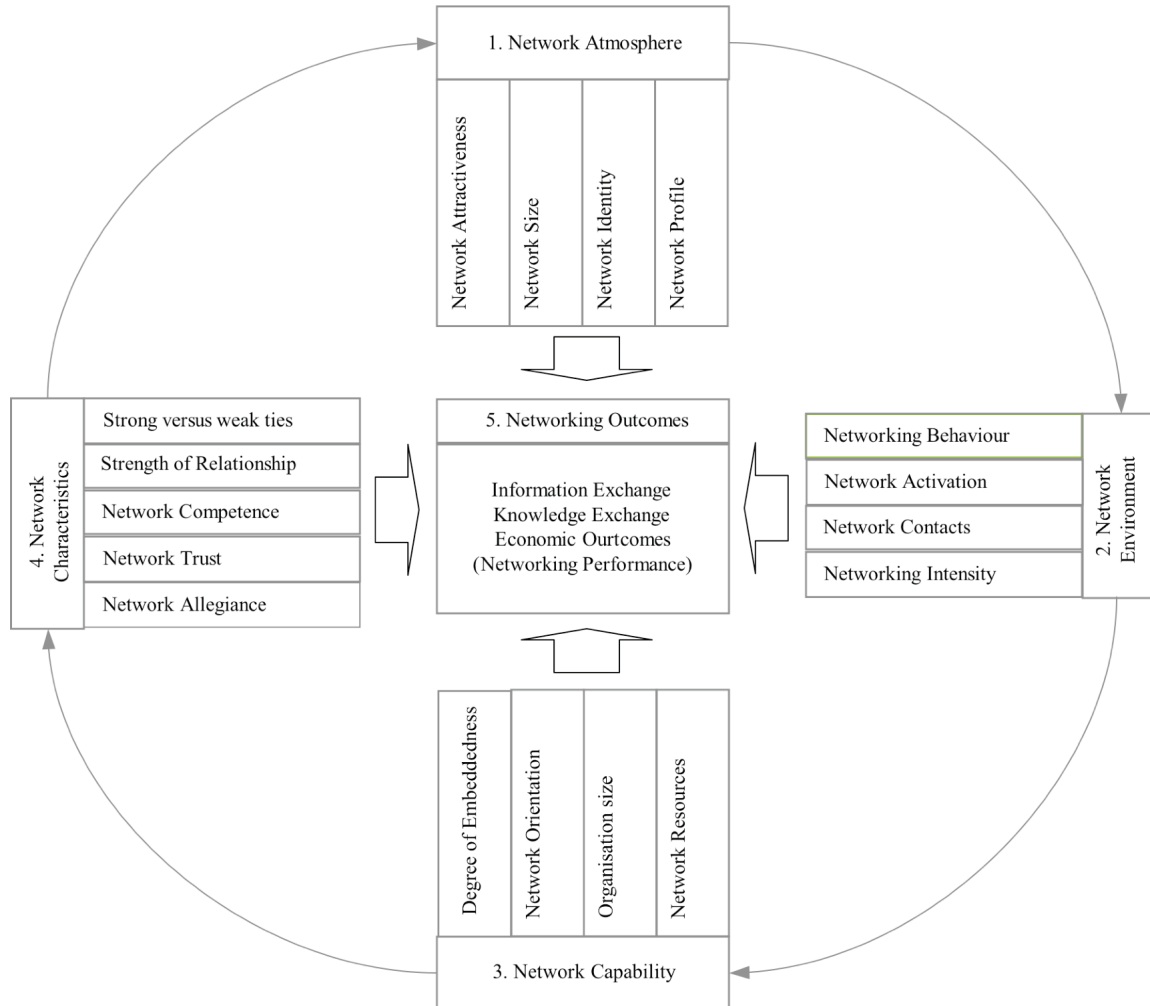 1. Network Atmosphere
Network Attractiveness
Network Size
Network Identity
Network Profile
4. Network
Characteristics
Strong versus weak ties
Strength of Relationship
Network Competence
Network Trust
Network Allegiance
5. Networking Outcomes
Information Exchange
Knowledge Exchange
Economic Ourtcomes
(Networking Performance)
Networking Behaviour
Network Activation
Network Contacts
Networking Intensity
2. Network
Environment
Degree of Embeddedness
Network Orientation
Organisation size
Network Resources
3. Network Capability